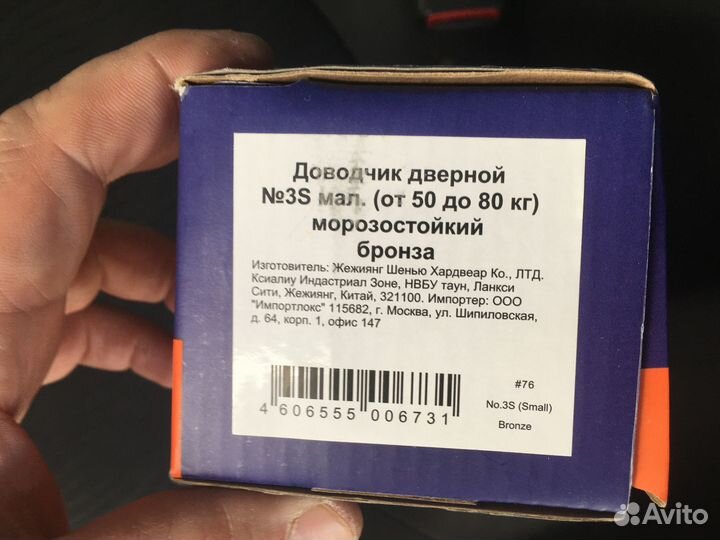 Доводчик дверной
№3S мал. (от 50 до 80 кг)
морозостойкий
бронза
Изготовитель: Жежиянг Шенью Хардвеар Ко., ЛТД.
Ксиалиу Индастриал Зоне, НВБУ таун, Ланкси
Сити, Жежиянг, Китай, 321100. Импортер: ООО
"Импортлокс" 115682, г. Москва, ул. Шипиловская,
д. 64, корп. 1, офис 147
#76
No.3S (Small)
Bronze
4 606555 006731
Avito